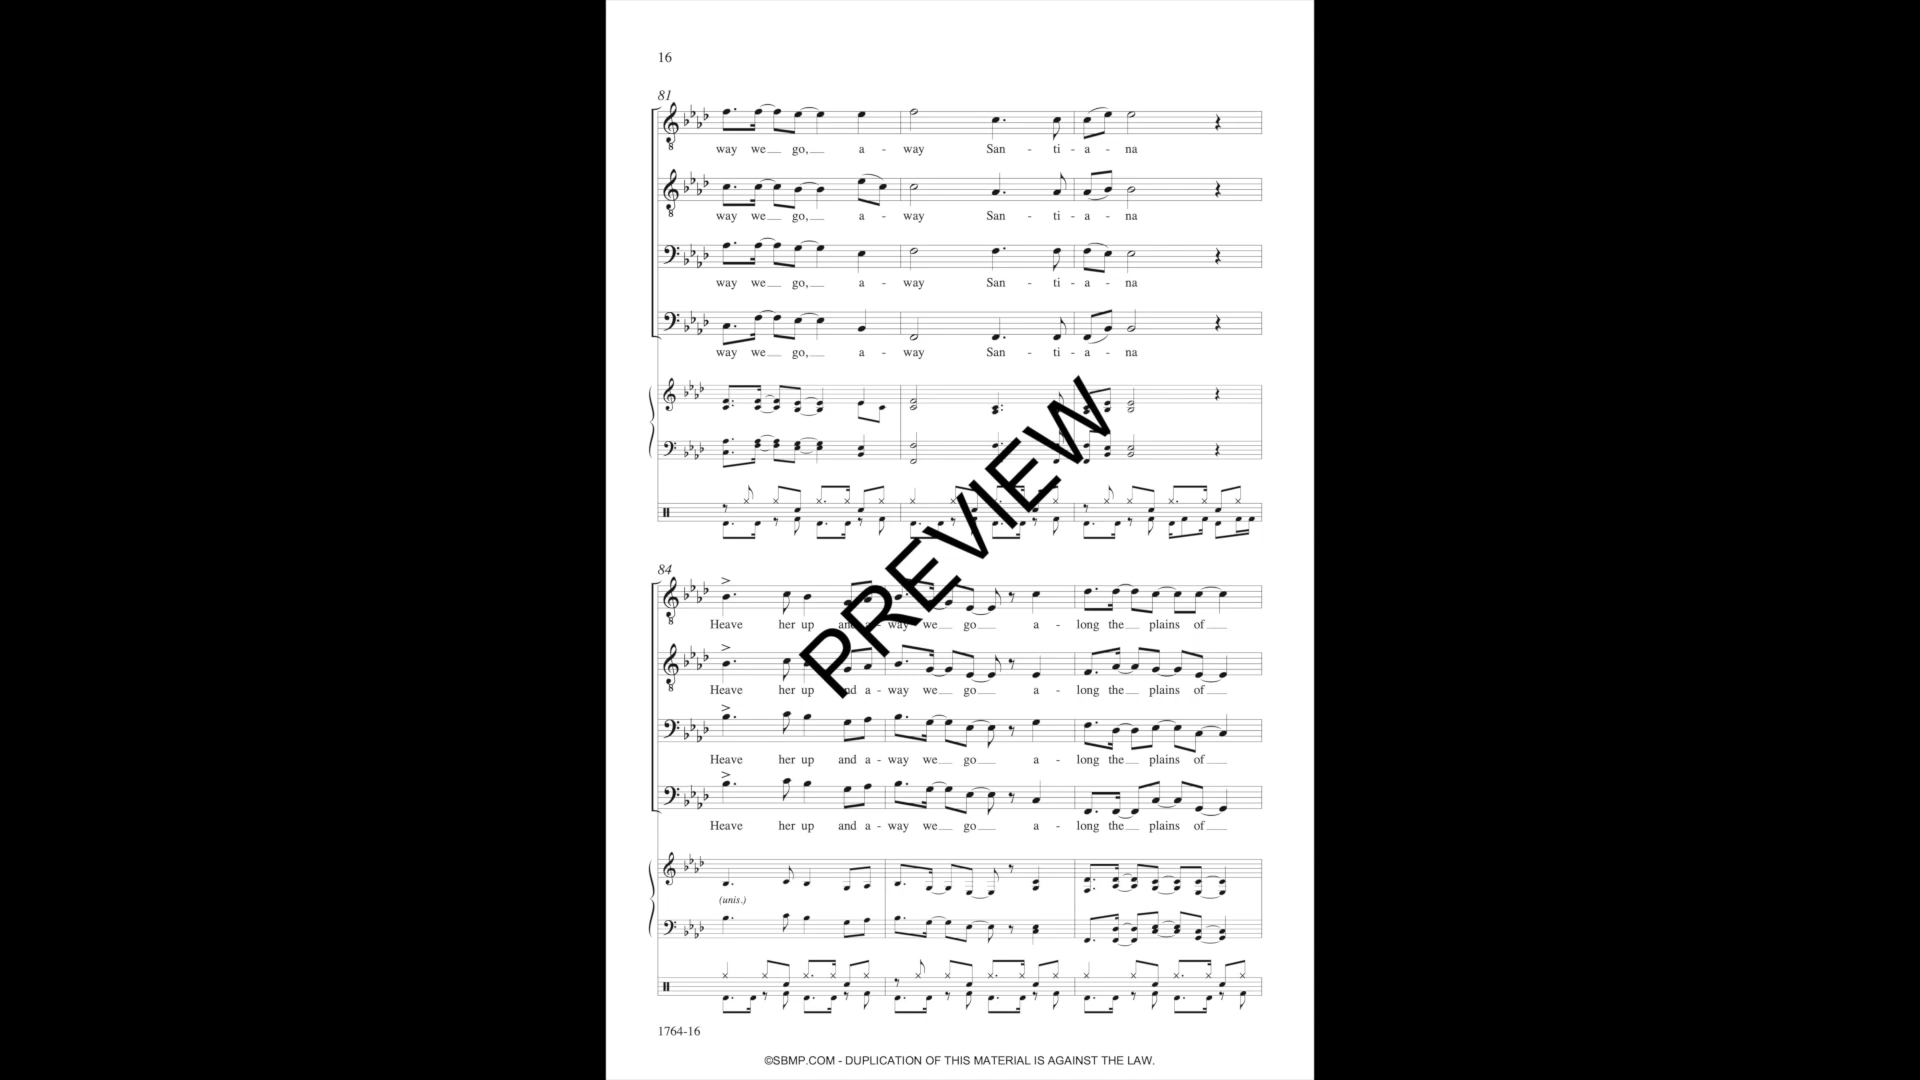 16
81
way we go, a - way San - ti - a - na
way we go, a - way San - ti - a - na
way we go, a - way San - ti - a - na
way we go, a - way San - ti - a - na
PREVIEW
84
Heave her up and a - way we go a - long the plains of
Heave her up and a - way we go a - long the plains of
Heave her up and a - way we go a - long the plains of
Heave her up and a - way we go a - long the plains of
(unis.)
1764-16
©SBMP.COM - DUPLICATION OF THIS MATERIAL IS AGAINST THE LAW.